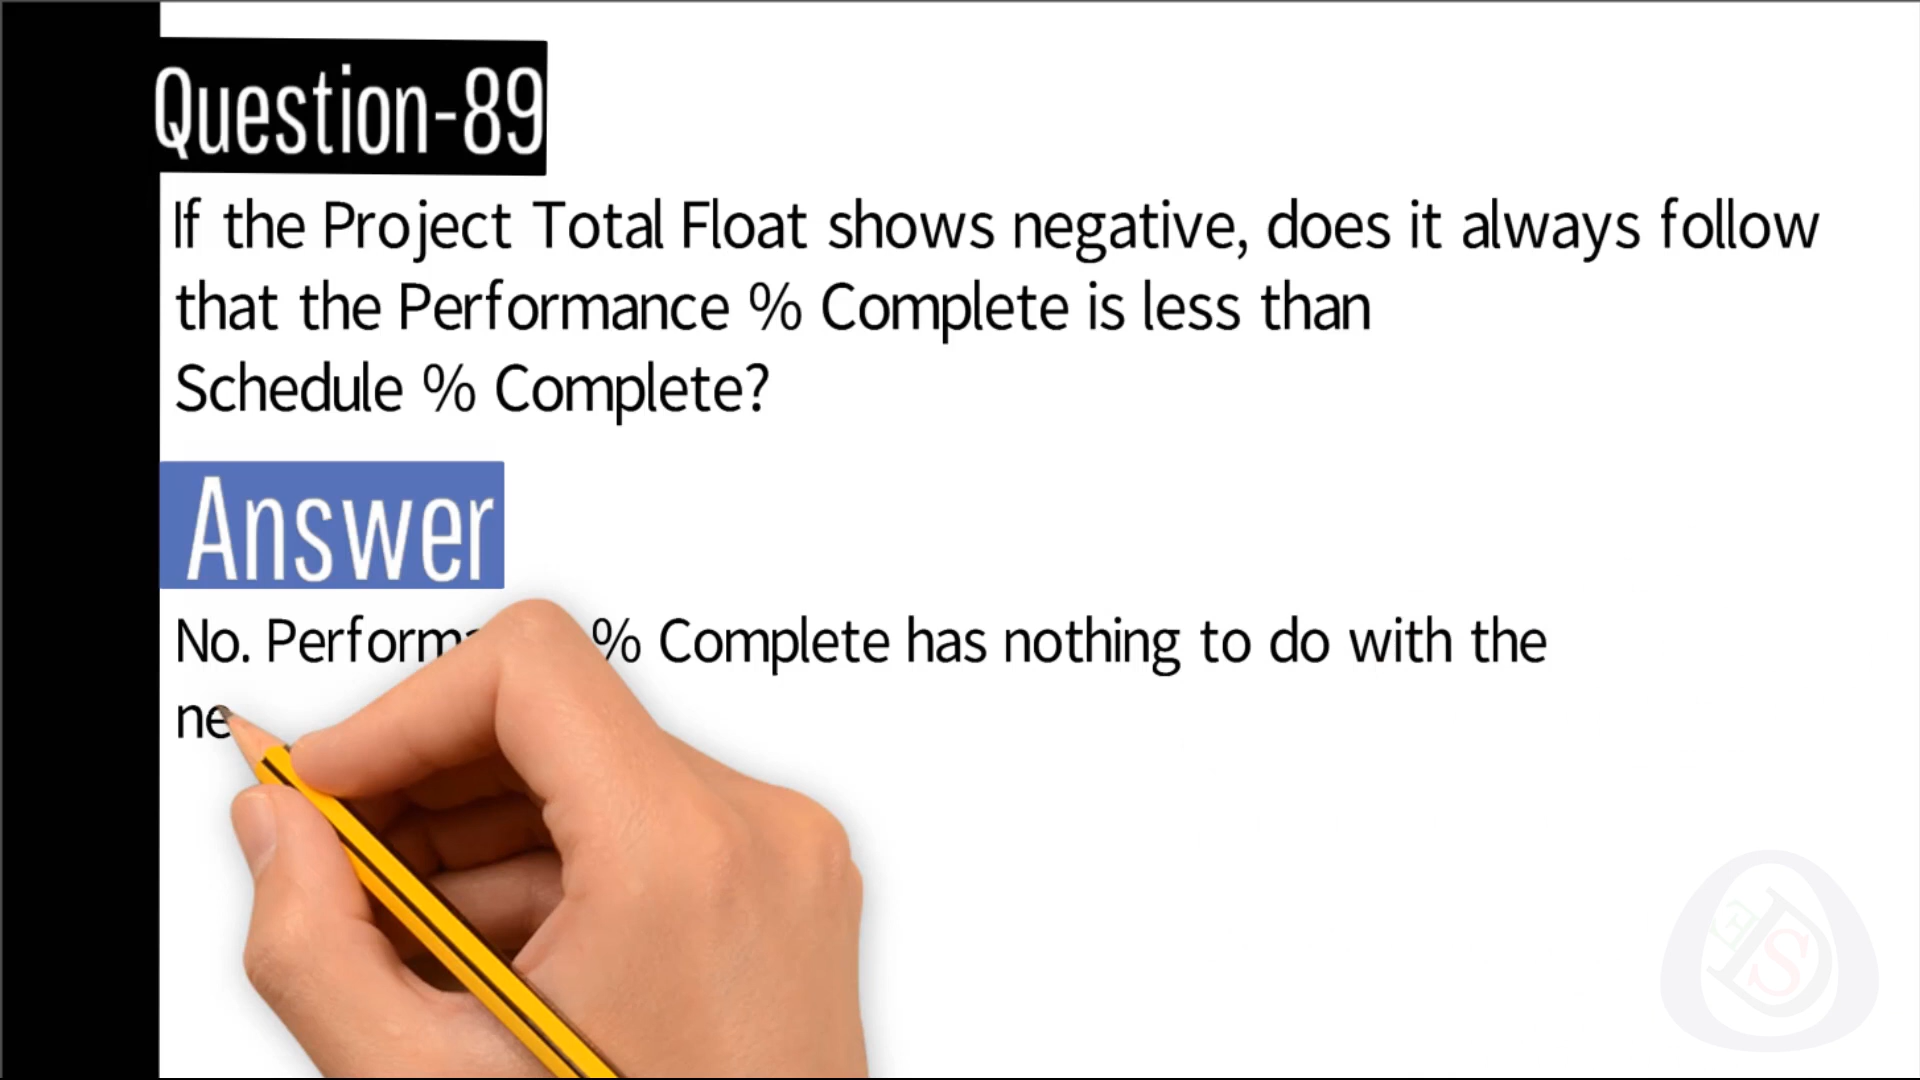 Question-89
If the Project Total Float shows negative, does it always follow
that the Performance % Complete is less than
Schedule % Complete?
Answer
No. % Complete has nothing to do with the
ne